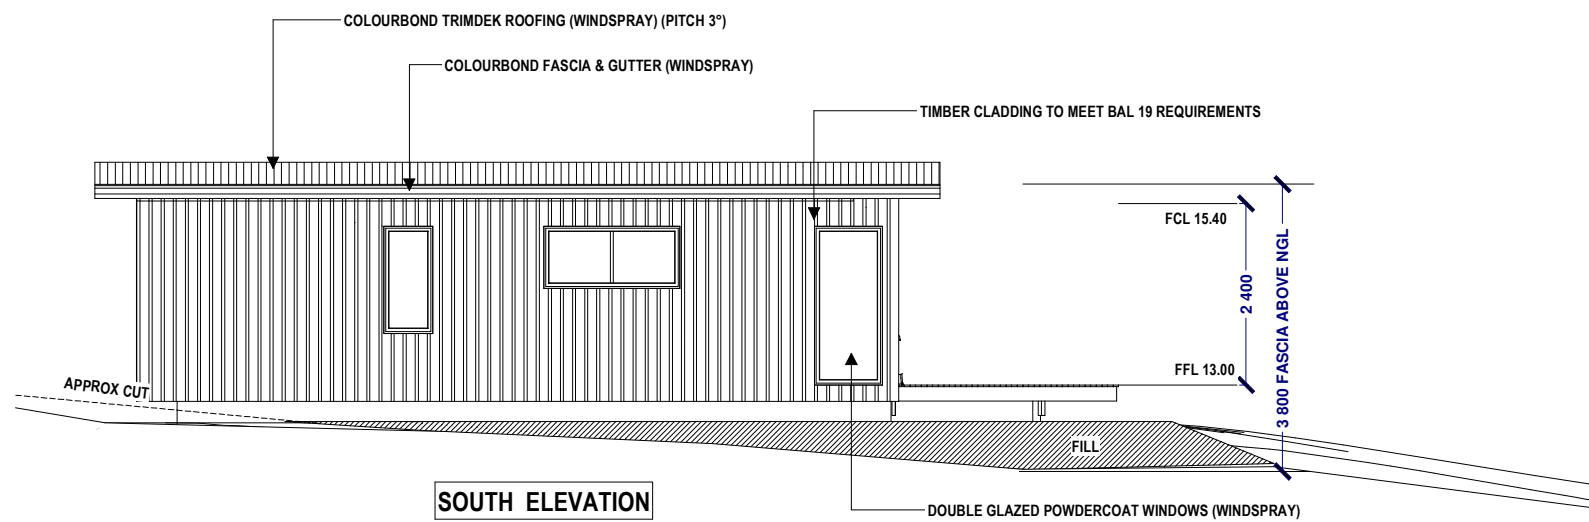 COLOURBOND TRIMDEK ROOFING (WINDSPRAY) (PITCH 3°)
COLOURBOND FASCIA & GUTTER (WINDSPRAY)
TIMBER CLADDING TO MEET BAL 19 REQUIREMENTS
FCL 15.40
2 400
3 800 FASCIA ABOVE NGL
FFL 13.00
APPROX CUT
FILL
SOUTH ELEVATION
DOUBLE GLAZED POWDERCOAT WINDOWS (WINDSPRAY)